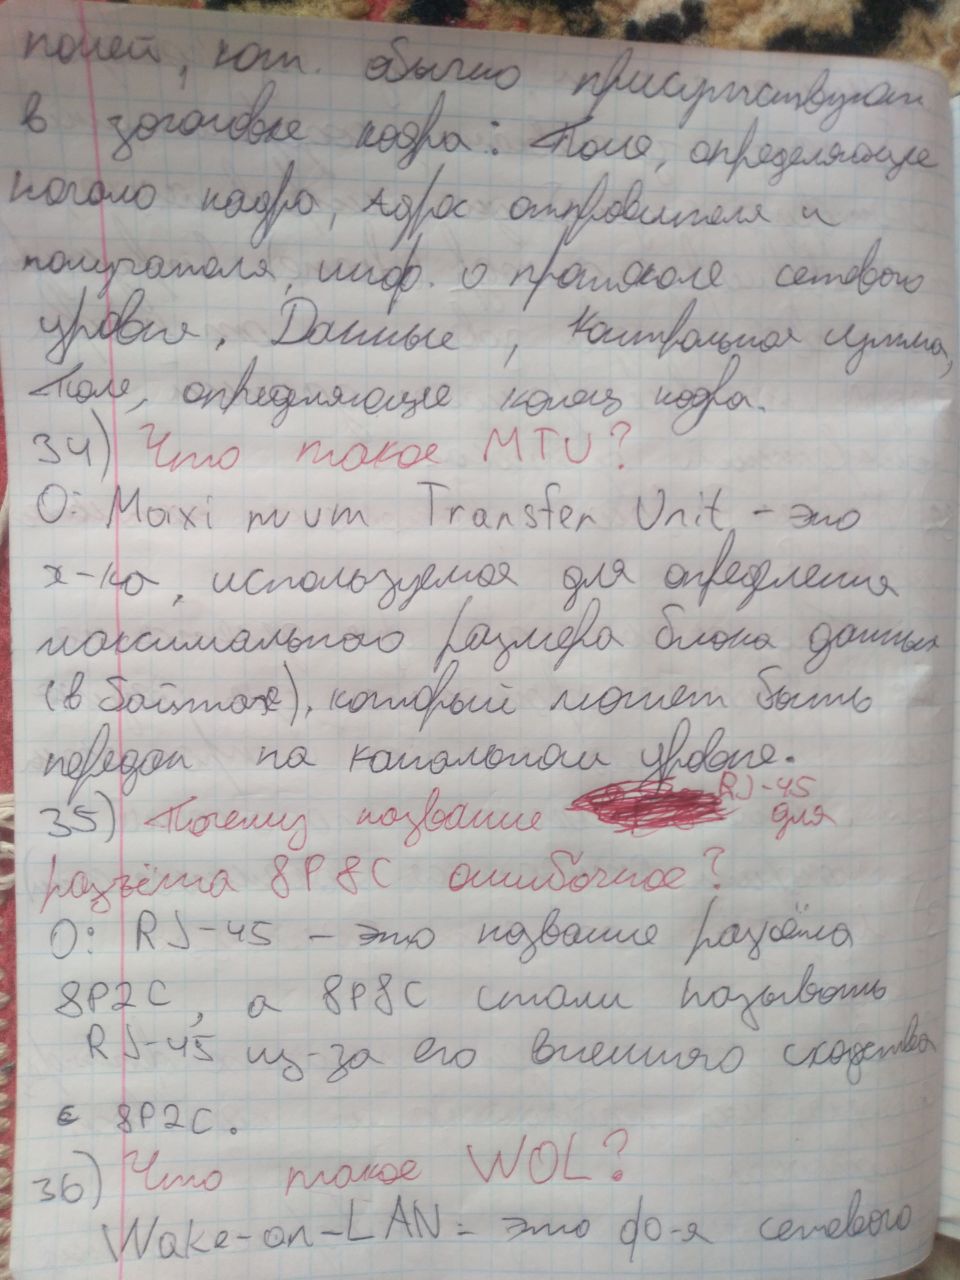 полей, кот. обычно присутствуют
в заголовке кадра: Поля, определяющие
начало кадра, Адрес отправителя и
получателя, инф. о протоколе сетевого
уровня, Данные, Контрольная сумма,
Поле, определяющее конец кадра.
34) Что такое MTU?
О: Maximum Transfer Unit - это
х-ка, используемая для определения
максимального размера блока данных
(в байтах), который может быть
передан на канальном уровне.
35) Почему название RJ-45 для
разъёма 8P8C ошибочное?
О: RJ-45 - это название разъёма
8P2C, а 8P8C стали называть
RJ-45 из-за его внешнего сходства
с 8P2C.
36) Что такое WOL?
Wake-on-LAN - это ф-я сетевого